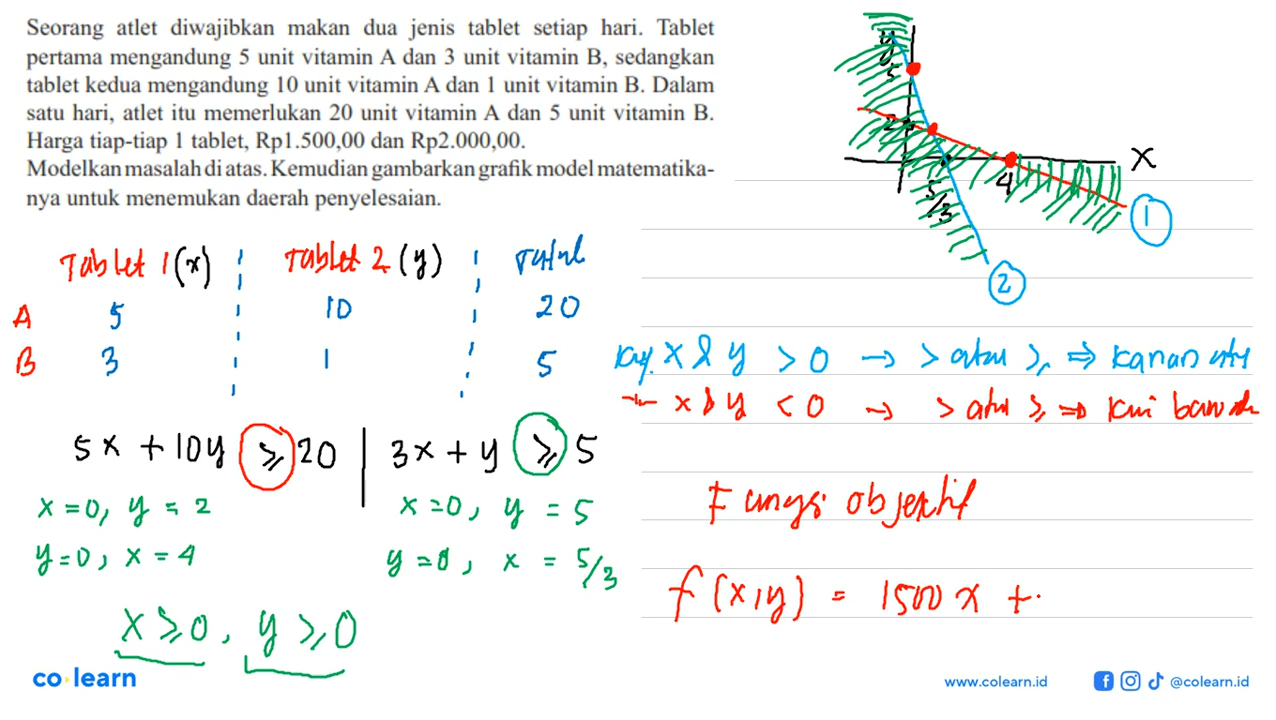 Seorang atlet diwajibkan makan dua jenis tablet setiap hari. Tablet
pertama mengandung 5 unit vitamin A dan 3 unit vitamin B, sedangkan
tablet kedua mengandung 10 unit vitamin A dan 1 unit vitamin B. Dalam
satu hari, atlet itu memerlukan 20 unit vitamin A dan 5 unit vitamin B.
Harga tiap-tiap 1 tablet, Rp1.500,00 dan Rp2.000,00.
Modelkan masalah di atas. Kemudian gambarkan grafik model matematika-
nya untuk menemukan daerah penyelesaian.
y
5
2
5/3
4
X
1
2
Tablet 1 (x) Tablet 2 (y) Total
A 5 10 20
B 3 1 5
5x + 10y ≥ 20 | 3x + y ≥ 5
x=0, y = 2 x=0, y = 5
y=0, x = 4 y=0, x = 5/3
x ≥ 0, y ≥ 0
x & y > 0 → > atau ≥ ⇒ kanan
x & y < 0 → > atau ≥ ⇒ kiri bawah
Fungsi objektif
f(x,y) = 1500 x +
co·learn
www.colearn.id @colearn.id